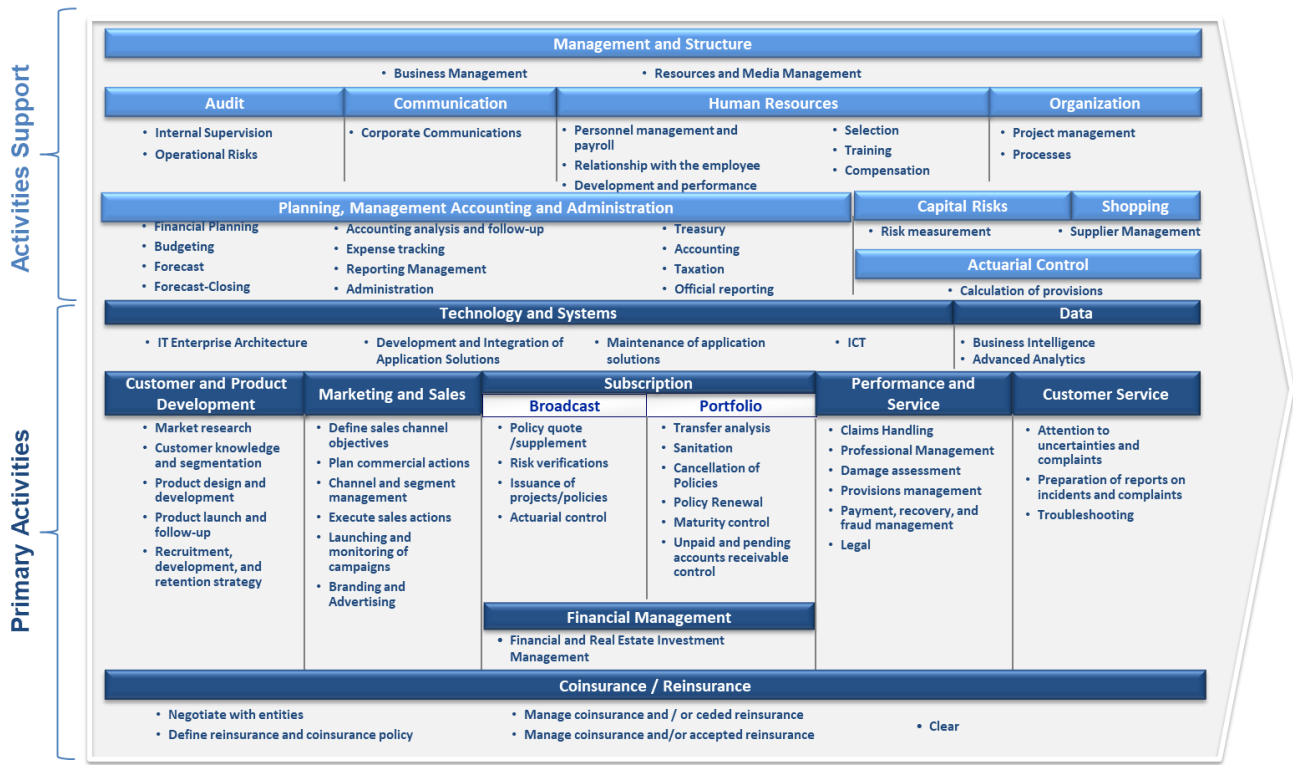 Activities Support
Management and Structure
• Business Management
• Resources and Media Management
Audit
• Internal Supervision
• Operational Risks
Communication
• Corporate Communications
Human Resources
• Personnel management and
payroll
• Relationship with the employee
• Development and performance
• Selection
• Training
• Compensation
Organization
• Project management
• Processes
Planning, Management Accounting and Administration
• Financial Planning
• Budgeting
• Forecast
• Forecast-Closing
• Accounting analysis and follow-up
• Expense tracking
• Reporting Management
• Administration
• Treasury
• Accounting
• Taxation
• Official reporting
Capital Risks
• Risk measurement
Shopping
• Supplier Management
Actuarial Control
• Calculation of provisions
Primary Activities
Technology and Systems
• IT Enterprise Architecture
• Development and Integration of
Application Solutions
• Maintenance of application
solutions
• ICT
Data
• Business Intelligence
• Advanced Analytics
Customer and Product
Development
• Market research
• Customer knowledge
and segmentation
• Product design and
development
• Product launch and
follow-up
• Recruitment,
development, and
retention strategy
Marketing and Sales
• Define sales channel
objectives
• Plan commercial actions
• Channel and segment
management
• Execute sales actions
• Launching and
monitoring of
campaigns
• Branding and
Advertising
Subscription
Broadcast
• Policy quote
/supplement
• Risk verifications
• Issuance of
projects/policies
• Actuarial control
Portfolio
• Transfer analysis
• Sanitation
• Cancellation of
Policies
• Policy Renewal
• Maturity control
• Unpaid and pending
accounts receivable
control
Financial Management
• Financial and Real Estate Investment
Management
Performance and
Service
• Claims Handling
• Professional Management
• Damage assessment
• Provisions management
• Payment, recovery, and
fraud management
• Legal
Customer Service
• Attention to
uncertainties and
complaints
• Preparation of reports on
incidents and complaints
• Troubleshooting
Coinsurance / Reinsurance
• Negotiate with entities
• Define reinsurance and coinsurance policy
• Manage coinsurance and / or ceded reinsurance
• Manage coinsurance and/or accepted reinsurance
• Clear